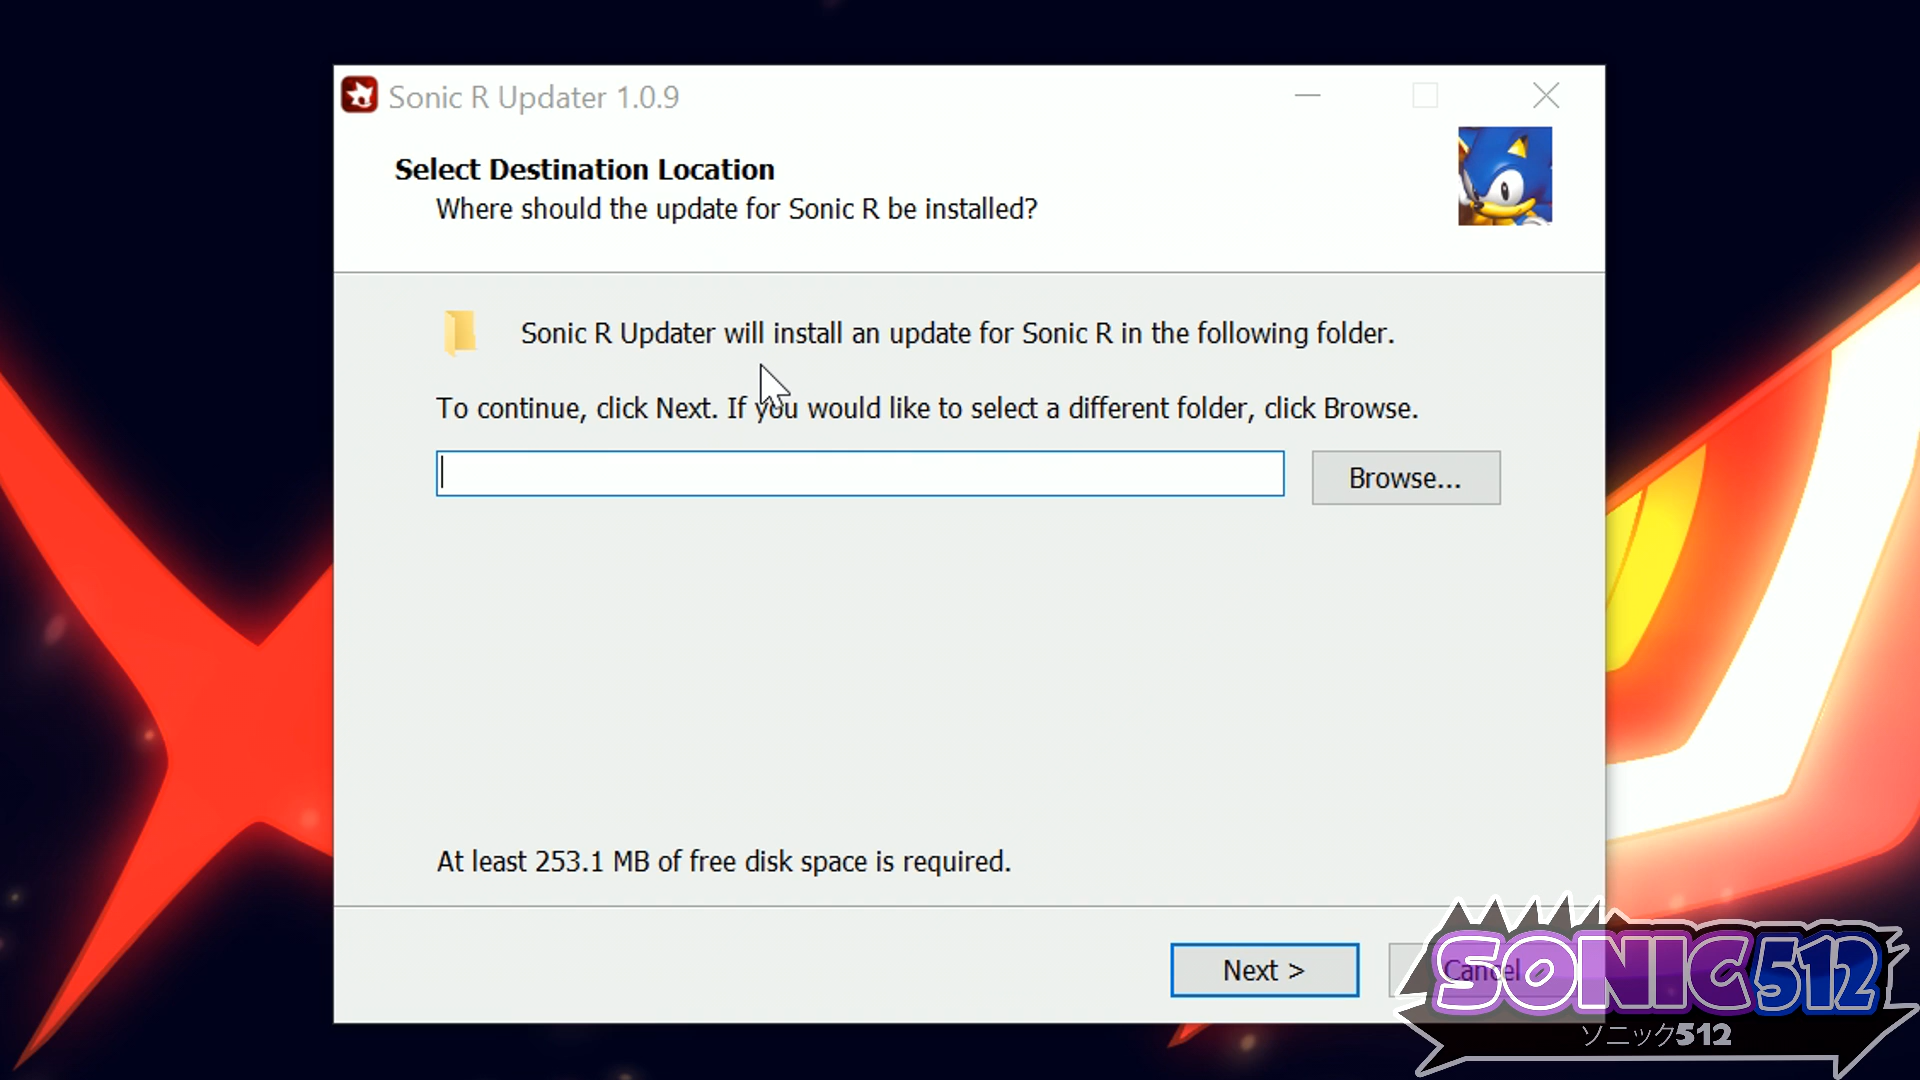 Sonic R Updater 1.0.9
Select Destination Location
Where should the update for Sonic R be installed?
Sonic R Updater will install an update for Sonic R in the following folder.
To continue, click Next. If you would like to select a different folder, click Browse.
Browse...
At least 253.1 MB of free disk space is required.
Next >
Cancel
SONIC512
ソニック512